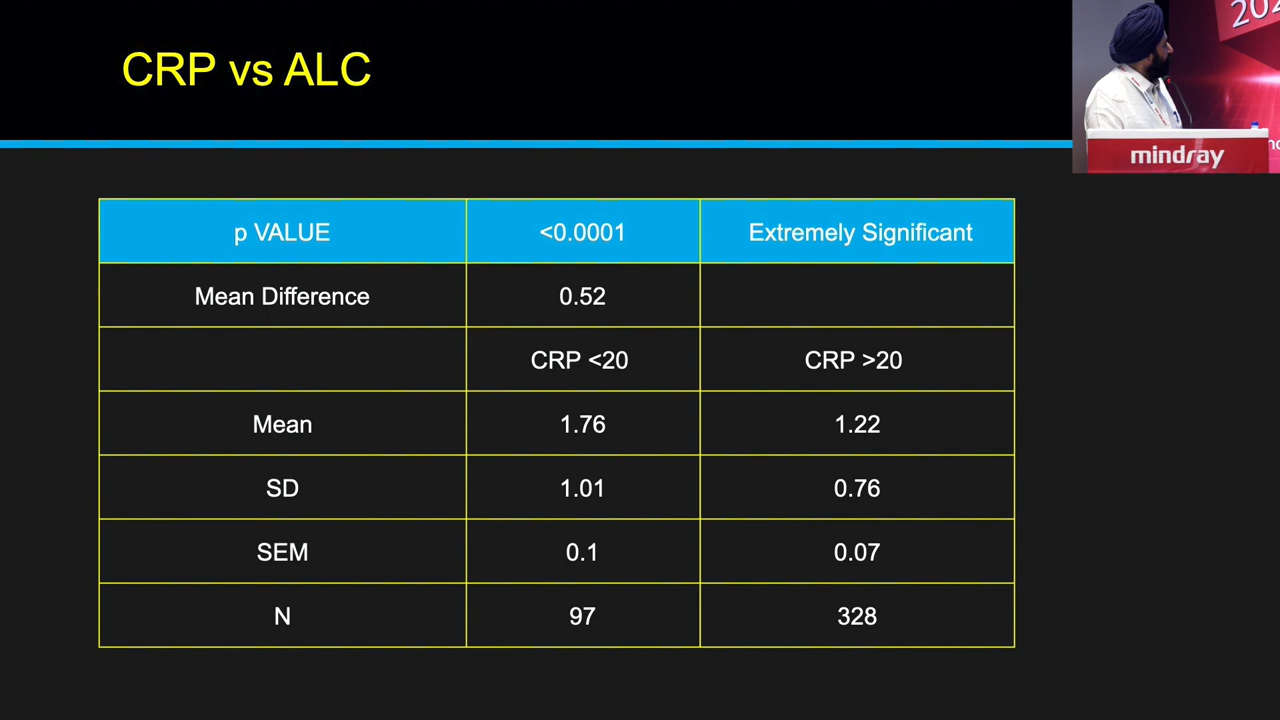 CRP vs ALC
202
mindray
p VALUE <0.0001 Extremely Significant
Mean Difference 0.52
CRP <20 CRP >20
Mean 1.76 1.22
SD 1.01 0.76
SEM 0.1 0.07
N 97 328